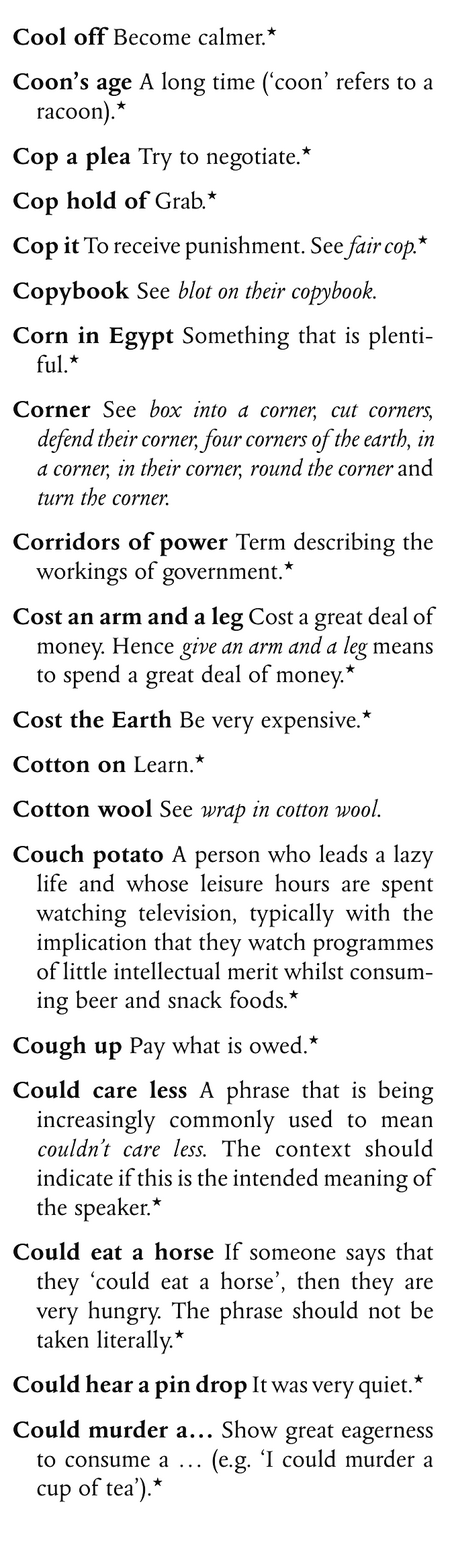 Cool off Become calmer.★
Coon's age A long time ('coon' refers to a
racoon).★
Cop a plea Try to negotiate.★
Cop hold of Grab.★
Cop it To receive punishment. See fair cop.★
Copybook See blot on their copybook.
Corn in Egypt Something that is plenti-
ful.★
Corner See box into a corner, cut corners,
defend their corner, four corners of the earth, in
a corner, in their corner, round the corner and
turn the corner.
Corridors of power Term describing the
workings of government.★
Cost an arm and a leg Cost a great deal of
money. Hence give an arm and a leg means
to spend a great deal of money.★
Cost the Earth Be very expensive.★
Cotton on Learn.★
Cotton wool See wrap in cotton wool.
Couch potato A person who leads a lazy
life and whose leisure hours are spent
watching television, typically with the
implication that they watch programmes
of little intellectual merit whilst consum-
ing beer and snack foods.★
Cough up Pay what is owed.★
Could care less A phrase that is being
increasingly commonly used to mean
couldn't care less. The context should
indicate if this is the intended meaning of
the speaker.★
Could eat a horse If someone says that
they 'could eat a horse', then they are
very hungry. The phrase should not be
taken literally.★
Could hear a pin drop It was very quiet.★
Could murder a… Show great eagerness
to consume a … (e.g. 'I could murder a
cup of tea').★